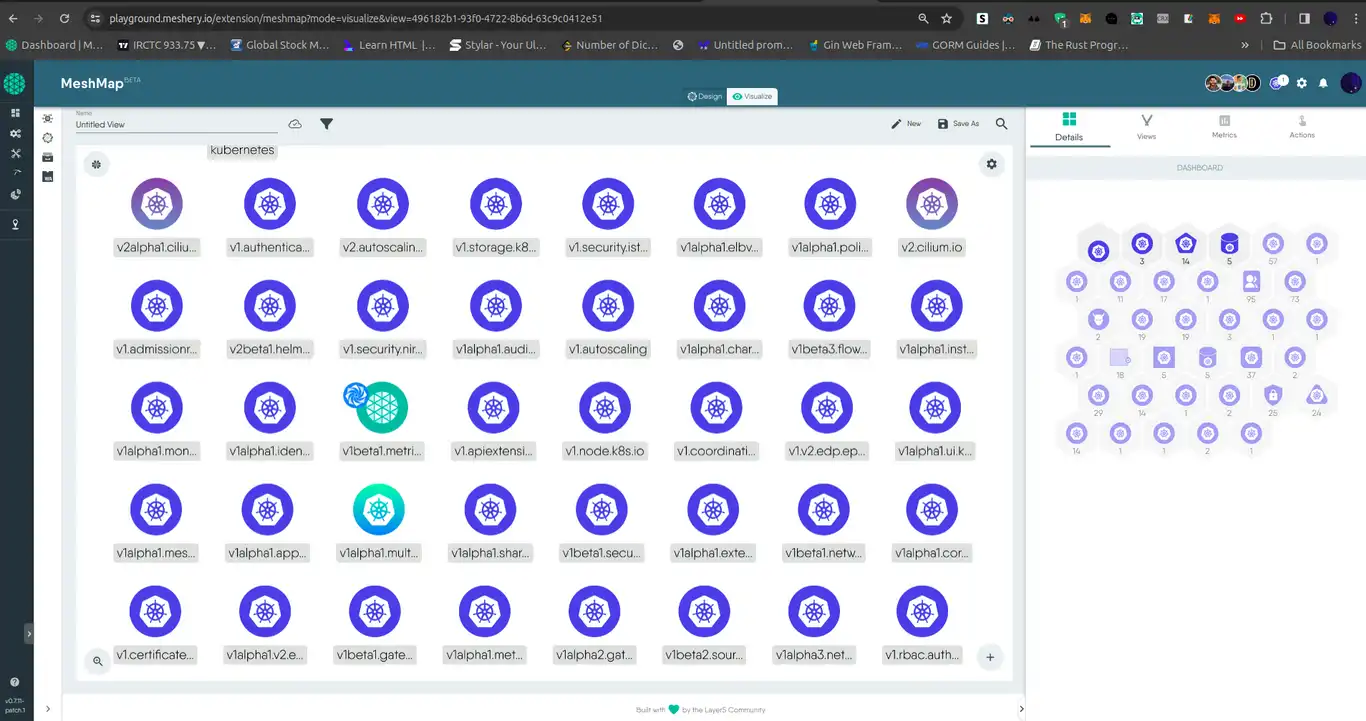 playground.meshery.io/extension/meshmap?mode=visualize&view=496182b1-93f0-4722-8b6d-63c9c0412e51
1
Dashboard | M...
IRCTC 933.75▼...
Global Stock M...
Learn HTML |...
Stylar - Your Ul...
Number of Dic...
Untitled prom...
Gin Web Fram...
GORM Guides |...
The Rust Progr...
»
All Bookmarks
MeshMap BETA
Design
Visualize
D
1
Name
Untitled View
New
Save As
Details
Views
Metrics
Actions
DASHBOARD
kubernetes
v2alpha1.ciliu...
v1.authentica...
v2.autoscalin...
v1.storage.k8...
v1.security.ist...
v1alpha1.elbv...
v1alpha1.poli...
v2.cilium.io
v1.admissionr...
v2beta1.helm...
v1.security.nir...
v1alpha1.audi...
v1.autoscaling
v1alpha1.char...
v1beta3.flow...
v1alpha1.inst...
v1alpha1.mon...
v1alpha1.iden...
v1beta1.metri...
v1.apiextensi...
v1.node.k8s.io
v1.coordinati...
v1.v2.edp.ep...
v1alpha1.ui.k...
v1alpha1.mes...
v1alpha1.app...
v1alpha1.mult...
v1alpha1.shar...
v1beta1.secu...
v1alpha1.exte...
v1beta1.netw...
v1alpha1.cor...
v1.certificate...
v1alpha1.v2.e...
v1beta1.gate...
v1alpha1.met...
v1alpha2.gat...
v1beta2.sour...
v1alpha3.net...
v1.rbac.auth...
3 14 5 57 1
1 11 17 1 95 73
2 19 19 3 1 1
1 18 5 5 37 2
29 14 1 2 25 24
14 1 1 2 1
v0.7.11-
patch.1
Built with by the Layer5 Community